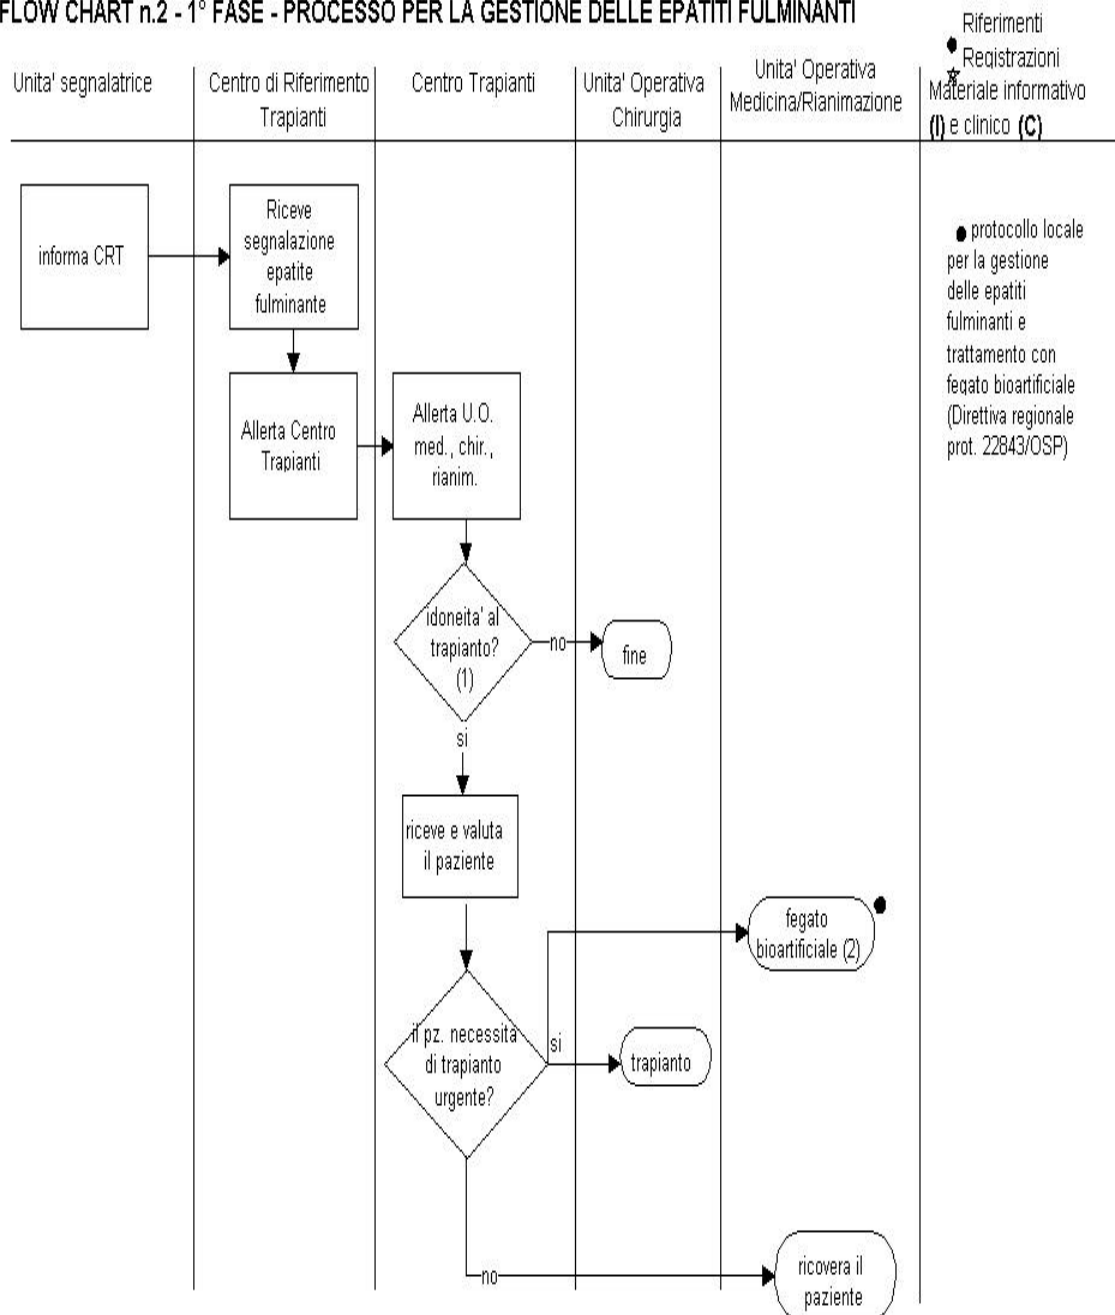 FLOW CHART n.2 - 1° FASE - PROCESSO PER LA GESTIONE DELLE EPATITI FULMINANTI
Unita' segnalatrice
Centro di Riferimento
Trapianti
Centro Trapianti
Unita' Operativa
Chirurgia
Unita' Operativa
Medicina/Rianimazione
Riferimenti
Registrazioni
Materiale informativo
(I) e clinico (C)
informa CRT
Riceve
segnalazione
epatite
fulminante
protocollo locale
per la gestione
delle epatiti
fulminanti e
trattamento con
fegato bioartificiale
(Direttiva regionale
prot. 22843/OSP)
Allerta Centro
Trapianti
Allerta U.O.
med., chir.,
rianim.
idoneita' al
trapianto?
(1)
no
fine
si
riceve e valuta
il paziente
fegato
bioartificiale (2)
il pz. necessita
di trapianto
urgente?
si
trapianto
no
ricovera il
paziente